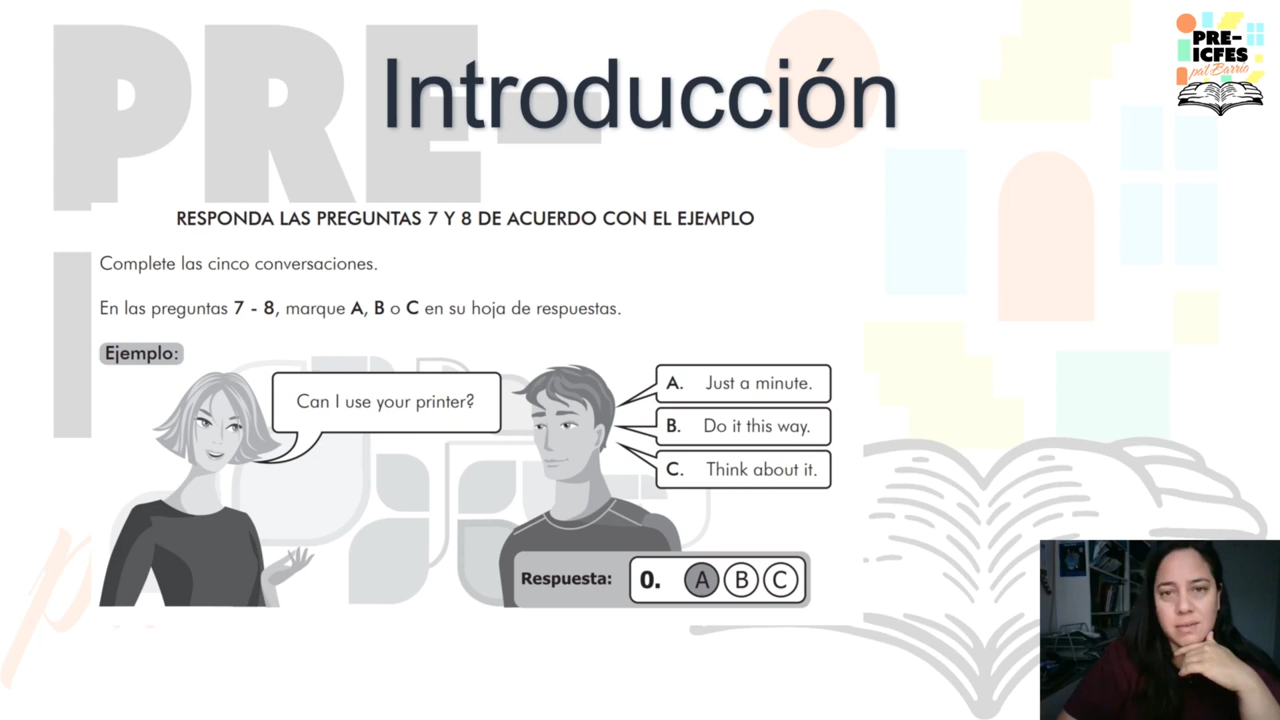 PRE-
ICFES
pal Barrio
PRE-
Introducción
RESPONDA LAS PREGUNTAS 7 Y 8 DE ACUERDO CON EL EJEMPLO
Complete las cinco conversaciones.
En las preguntas 7 - 8, marque A, B o C en su hoja de respuestas.
Ejemplo:
Can I use your printer?
A. Just a minute.
B. Do it this way.
C. Think about it.
Respuesta: 0. A B C